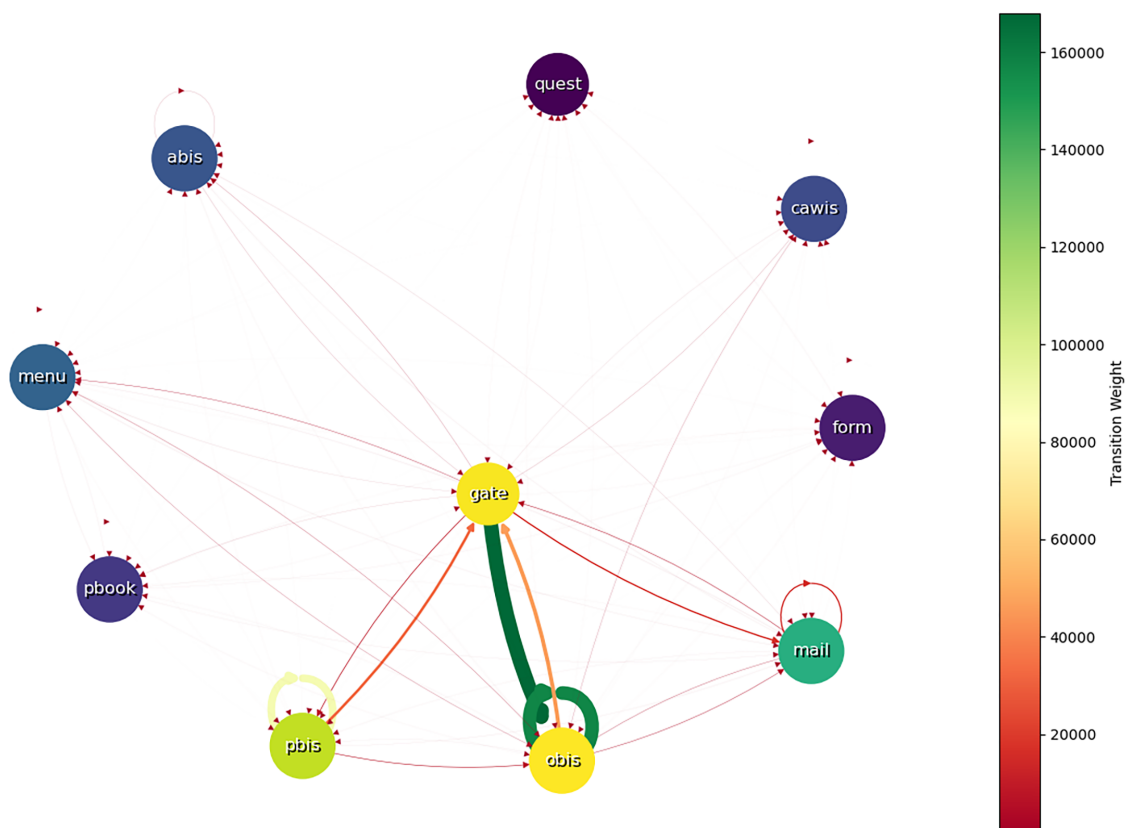 quest
abis
cawis
menu
form
gate
pbook
mail
pbis
obis
160000
140000
120000
100000
80000
60000
40000
20000
Transition Weight